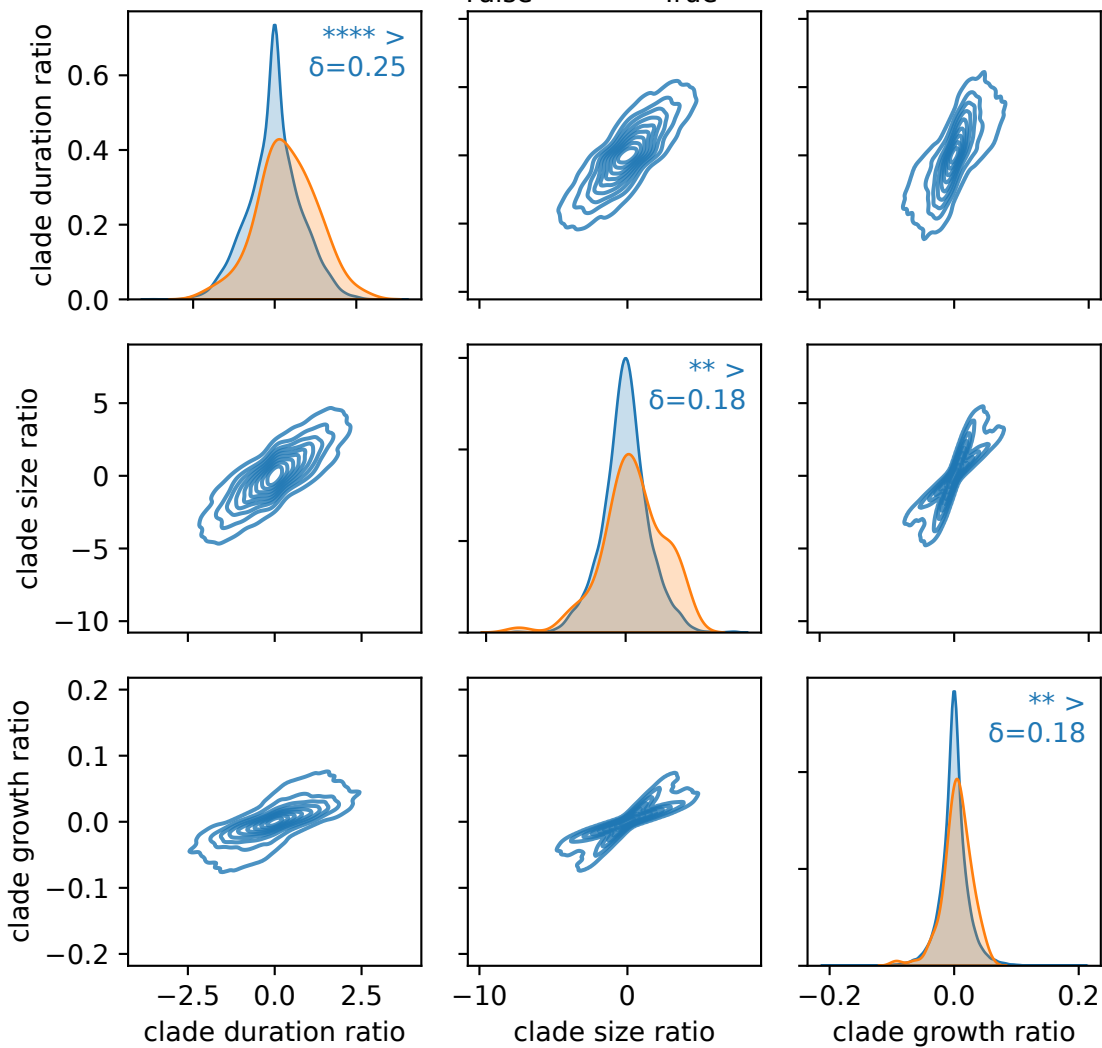 clade duration ratio
0.6
0.4
0.2
0.0
**** >
δ=0.25
clade size ratio
5
0
−5
−10
** >
δ=0.18
clade growth ratio
0.2
0.1
0.0
−0.1
−0.2
** >
δ=0.18
−2.5 0.0 2.5
−10 0
−0.2 0.0 0.2
clade duration ratio
clade size ratio
clade growth ratio